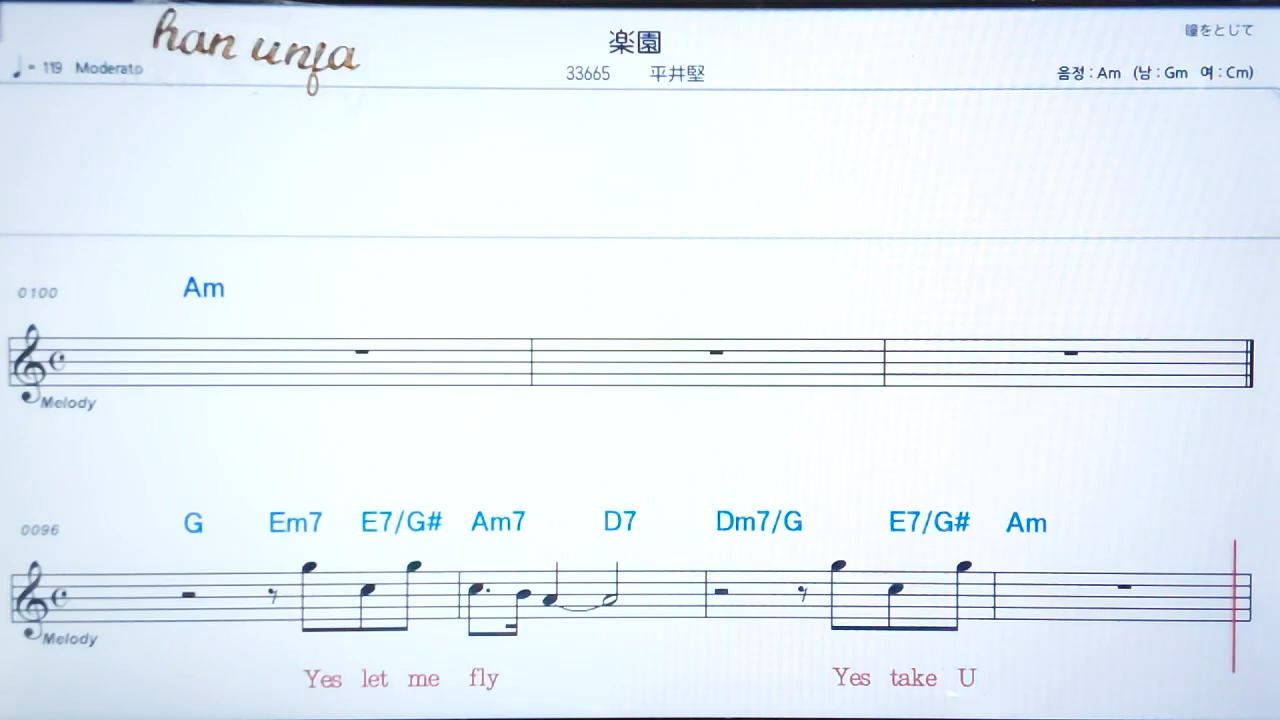 han unfa
楽園
瞳をとじて
♩= 119 Moderato
33665 平井堅
음정 : Am (남 : Gm 여 : Cm)
0100 Am
Melody
0096 G Em7 E7/G# Am7 D7 Dm7/G E7/G# Am
Melody
Yes let me fly Yes take U